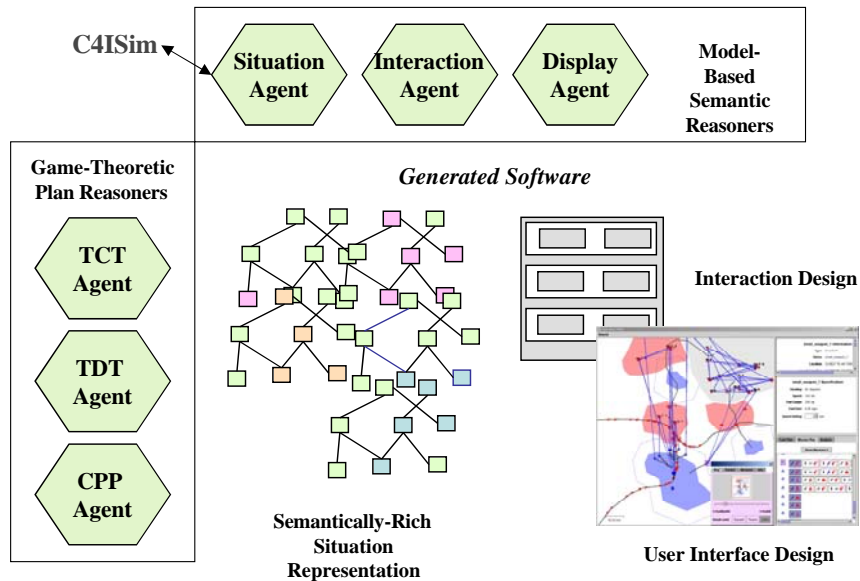 C4ISim
Situation
Agent
Interaction
Agent
Display
Agent
Model-
Based
Semantic
Reasoners
Game-Theoretic
Plan Reasoners
TCT
Agent
TDT
Agent
CPP
Agent
Generated Software
Interaction Design
Semantically-Rich
Situation
Representation
User Interface Design